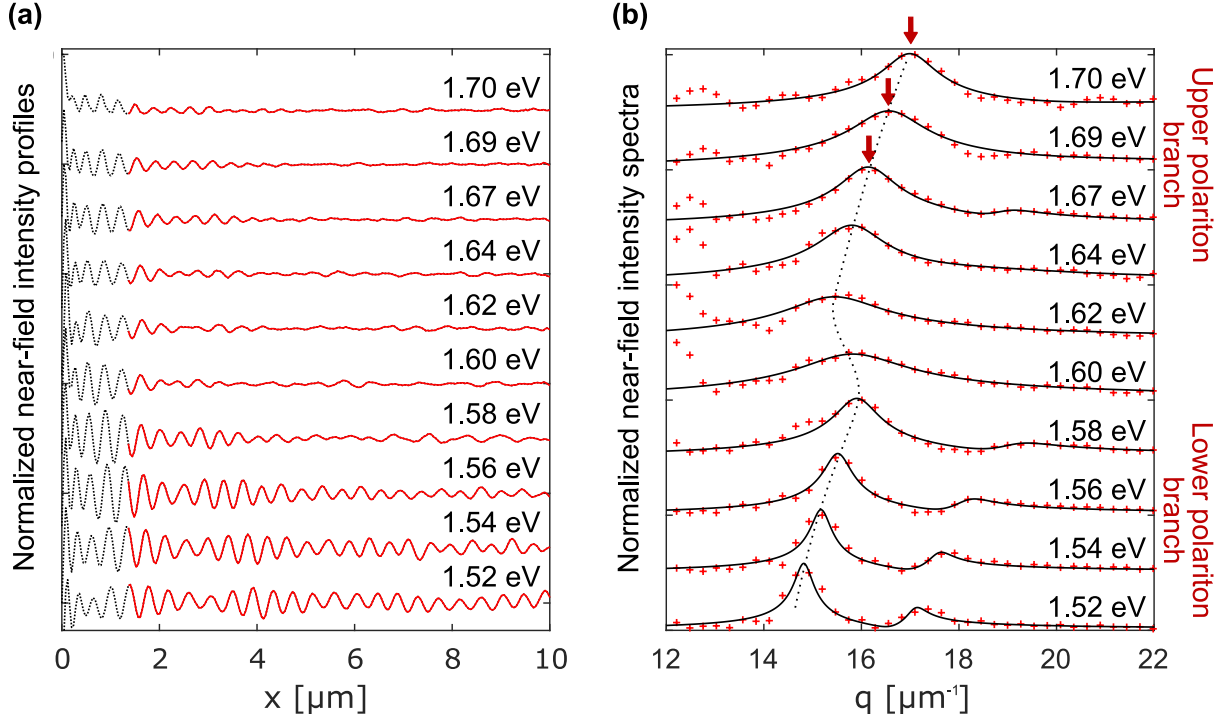 (a)
Normalized near-field intensity profiles
1.70 eV
1.69 eV
1.67 eV
1.64 eV
1.62 eV
1.60 eV
1.58 eV
1.56 eV
1.54 eV
1.52 eV
0 2 4 6 8 10
x [μm]
(b)
Normalized near-field intensity spectra
1.70 eV
1.69 eV
1.67 eV
1.64 eV
1.62 eV
1.60 eV
1.58 eV
1.56 eV
1.54 eV
1.52 eV
12 14 16 18 20 22
q [μm⁻¹]
Upper polariton
branch
Lower polariton
branch